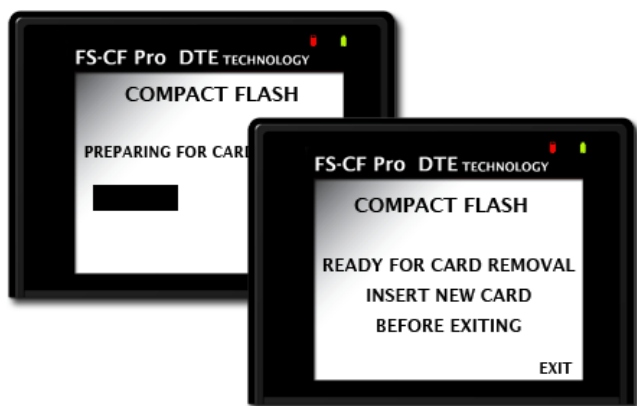 FS-CF Pro DTE TECHNOLOGY
COMPACT FLASH
PREPARING FOR
FS-CF Pro DTE TECHNOLOGY
COMPACT FLASH
READY FOR CARD REMOVAL
INSERT NEW CARD
BEFORE EXITING
EXIT